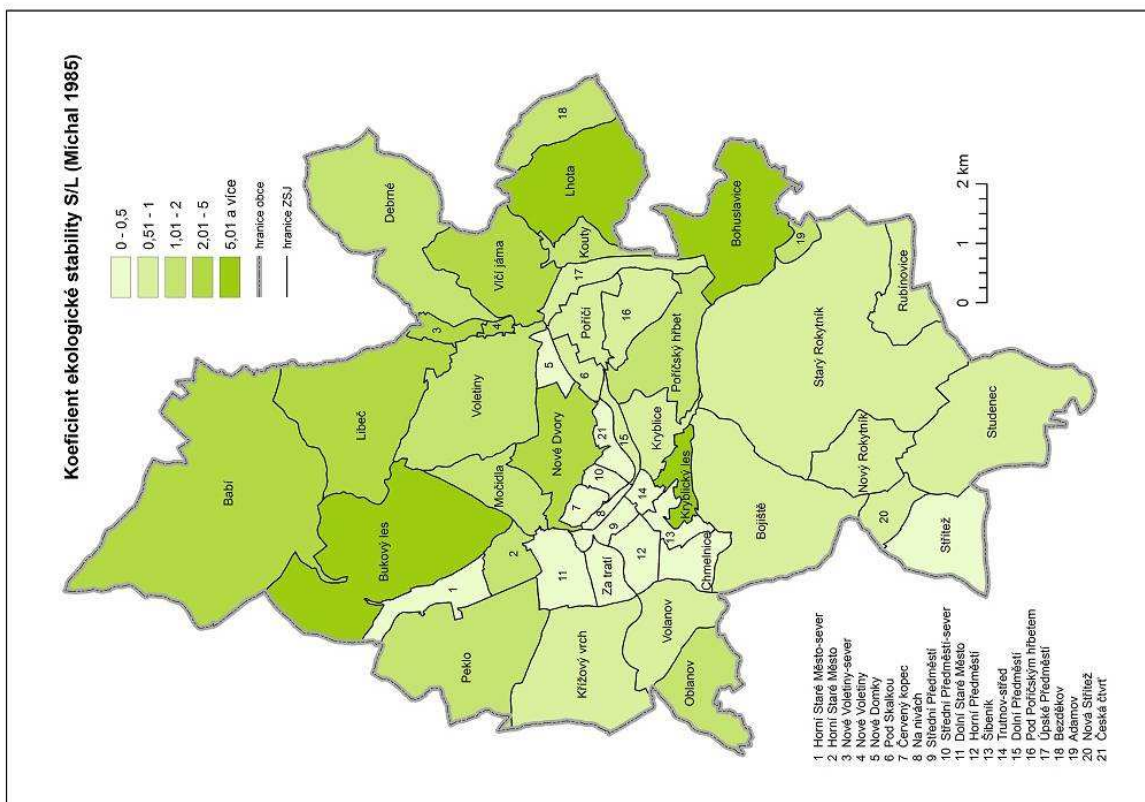 Koeficient ekologické stability S/L (Míchal 1985)
0 - 0,5
0,51 - 1
1,01 - 2
2,01 - 5
5,01 a více
hranice obce
hranice ZSJ
Babí
Debrné
18
Libeč
Lhota
Bukový les
Vlčí jáma
3
4
Kouty
Voletiny
17
Bohuslavice
Poříčí
5
19
16
1
Močidla
6
Nové Dvory
Peklo
2
21
Poříčský hřbet
15
Rubínovice
10
Kryblice
Starý Rokytník
7
8
14
Kryblický les
11
9
Za tratí
12
13
Nový Rokytník
Studenec
Křížový vrch
Chmelnice
Bojiště
20
Volanov
Střítež
Oblanov
0 1 2 km
1 Horní Staré Město-sever
2 Horní Staré Město
3 Nové Voletiny-sever
4 Nové Voletiny
5 Nové Domky
6 Pod Skalkou
7 Červený kopec
8 Na nivách
9 Střední Předměstí
10 Střední Předměstí-sever
11 Dolní Staré Město
12 Horní Předměstí
13 Šibeník
14 Trutnov-střed
15 Dolní Předměstí
16 Pod Poříčským hřbetem
17 Úpské Předměstí
18 Bezděkov
19 Adamov
20 Nová Střítež
21 Česká čtvrť